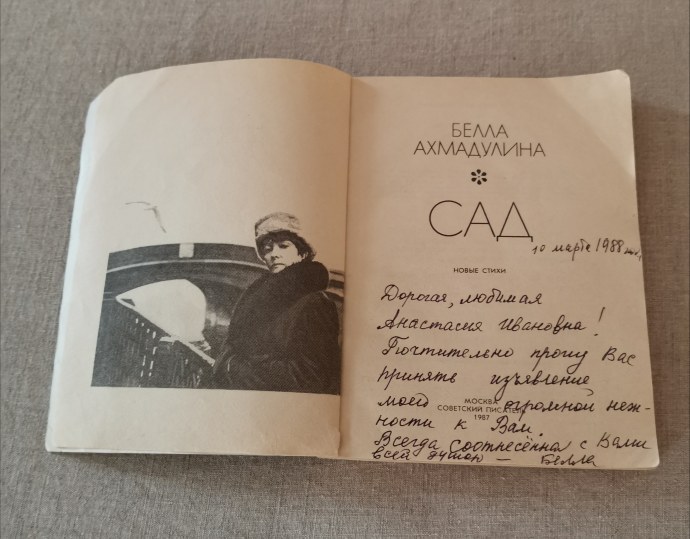 БЕЛЛА
АХМАДУЛИНА
САД
10 марта 1988
НОВЫЕ СТИХИ
Дорогая, любимая
Анастасия Ивановна!
Почтительно прошу Вас
принять изъявление
моей огромной неж-
МОСКВА
СОВЕТСКИЙ ПИСАТЕЛЬ
1987
ности к Вам.
Всегда соотнесённая с Вами
всей душой — Белла